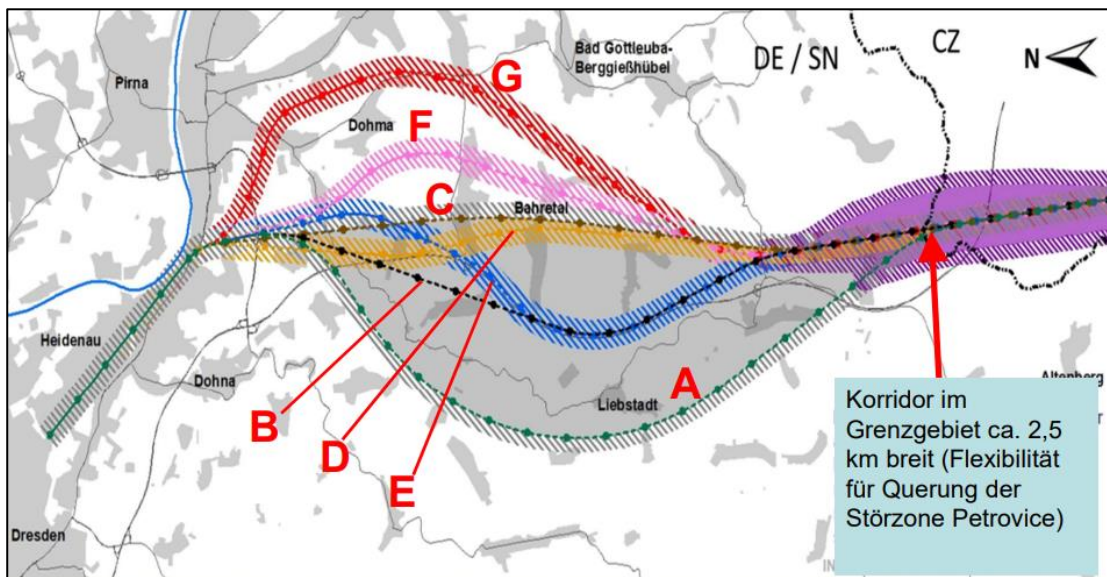 Bad Gottleuba-
Berggießhübel
DE / SN
CZ
N
Pirna
G
Dohma
F
C
Bahretal
Heidenau
Dohna
B
D
E
A
Liebstadt
Altenberg
Korridor im
Grenzgebiet ca. 2,5
km breit (Flexibilität
für Querung der
Störzone Petrovice)
Dresden